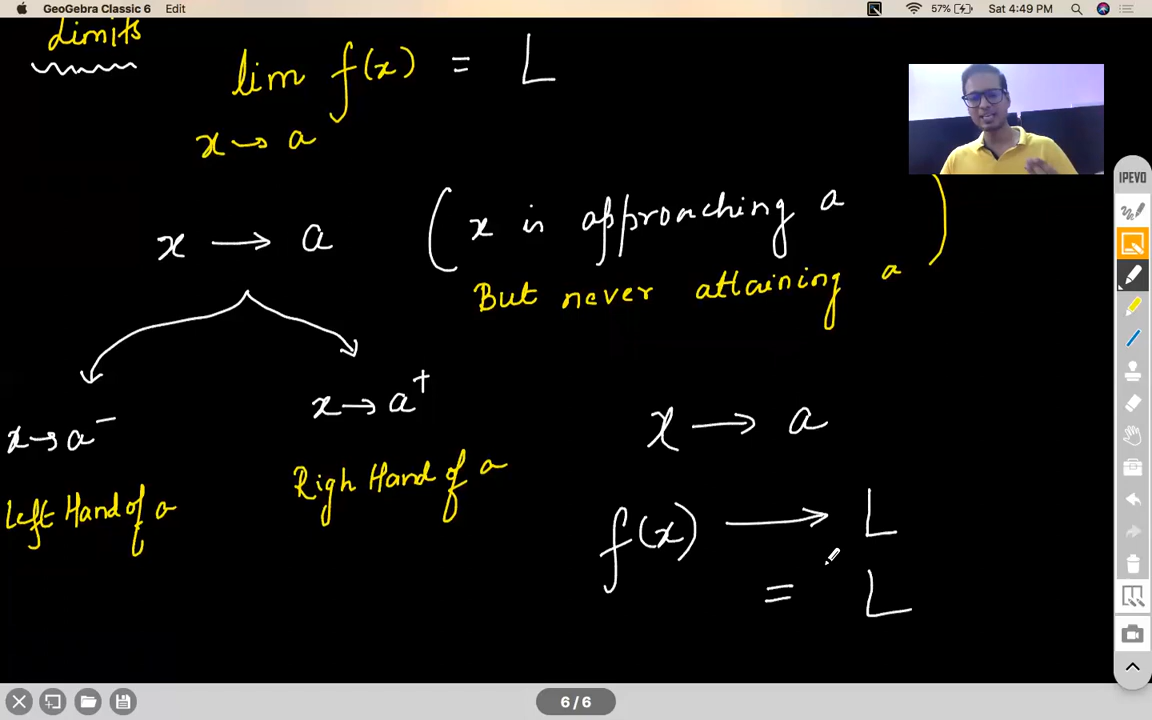 GeoGebra Classic 6 Edit 57% Sat 4:49 PM
Limits
lim f(x) = L
x → a
IPEVO
x → a (x is approaching a
But never attaining a)
x → a⁻
x → a⁺
Left Hand of a
Righ Hand of a
x → a
f(x) → L
= L
6/6